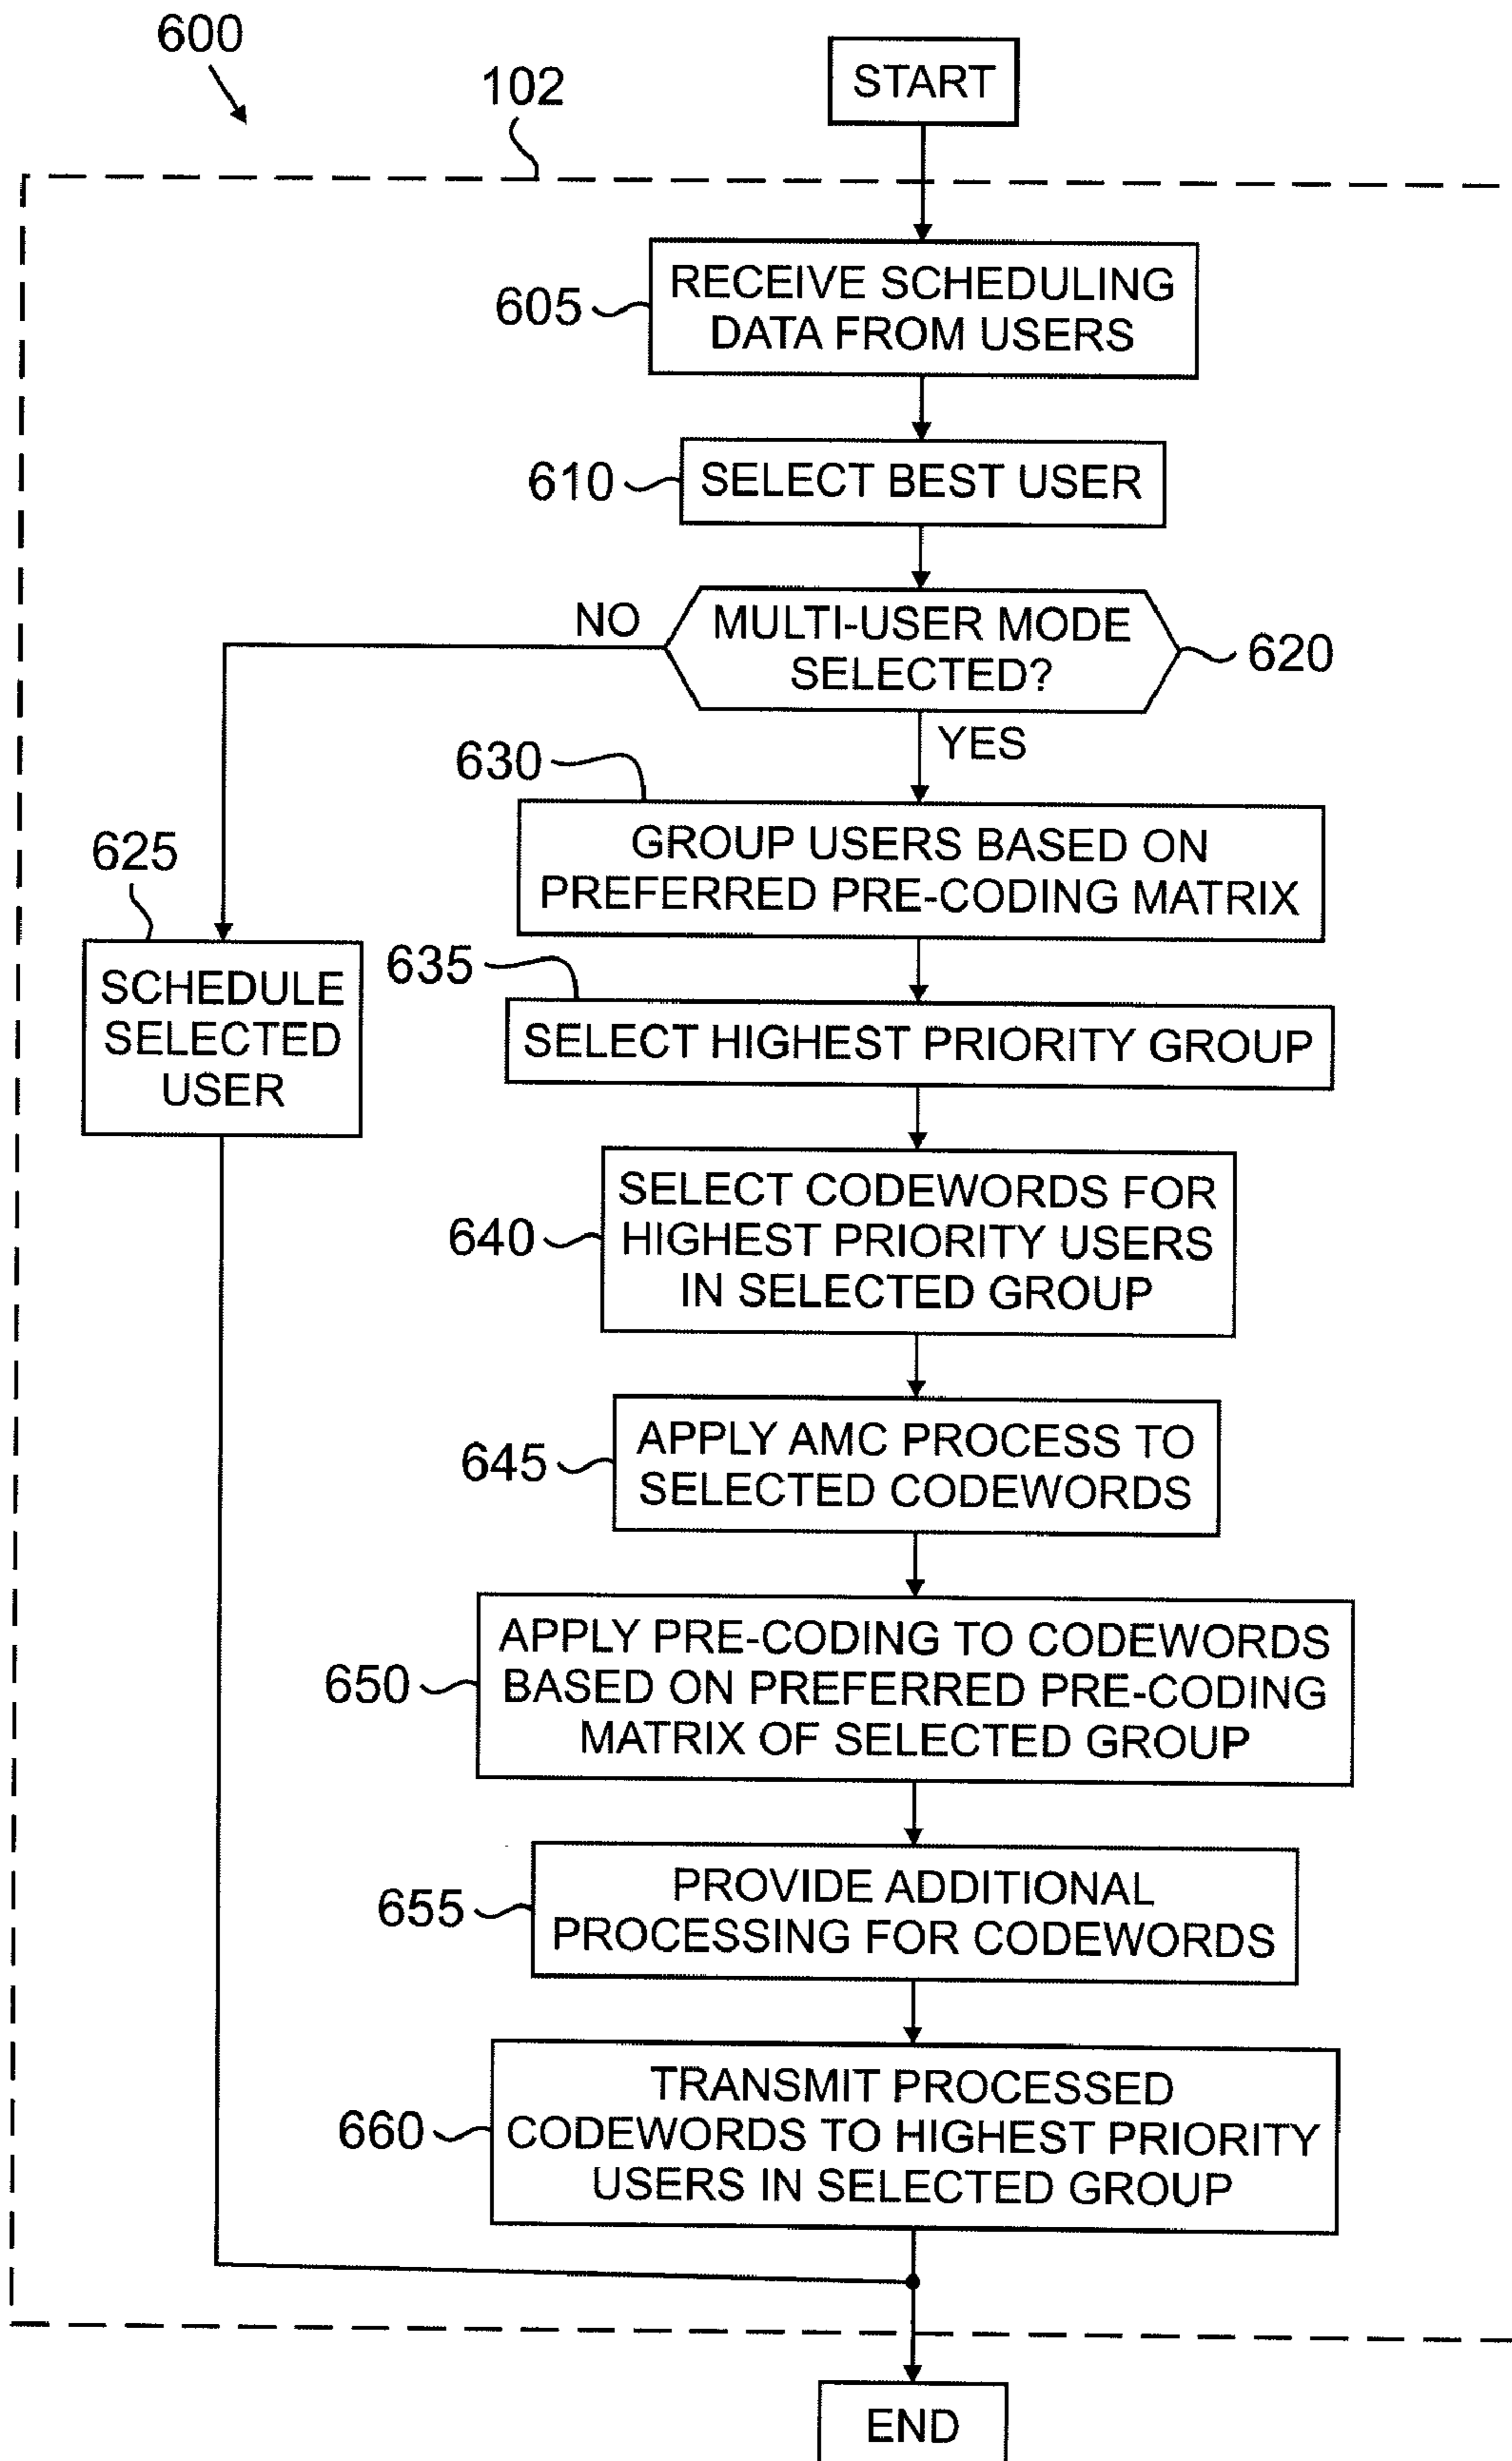 600
102
START
605
RECEIVE SCHEDULING
DATA FROM USERS
610
SELECT BEST USER
NO
MULTI-USER MODE
SELECTED?
620
YES
630
GROUP USERS BASED ON
PREFERRED PRE-CODING MATRIX
625
SCHEDULE
SELECTED
USER
635
SELECT HIGHEST PRIORITY GROUP
640
SELECT CODEWORDS FOR
HIGHEST PRIORITY USERS
IN SELECTED GROUP
645
APPLY AMC PROCESS TO
SELECTED CODEWORDS
650
APPLY PRE-CODING TO CODEWORDS
BASED ON PREFERRED PRE-CODING
MATRIX OF SELECTED GROUP
655
PROVIDE ADDITIONAL
PROCESSING FOR CODEWORDS
660
TRANSMIT PROCESSED
CODEWORDS TO HIGHEST PRIORITY
USERS IN SELECTED GROUP
END